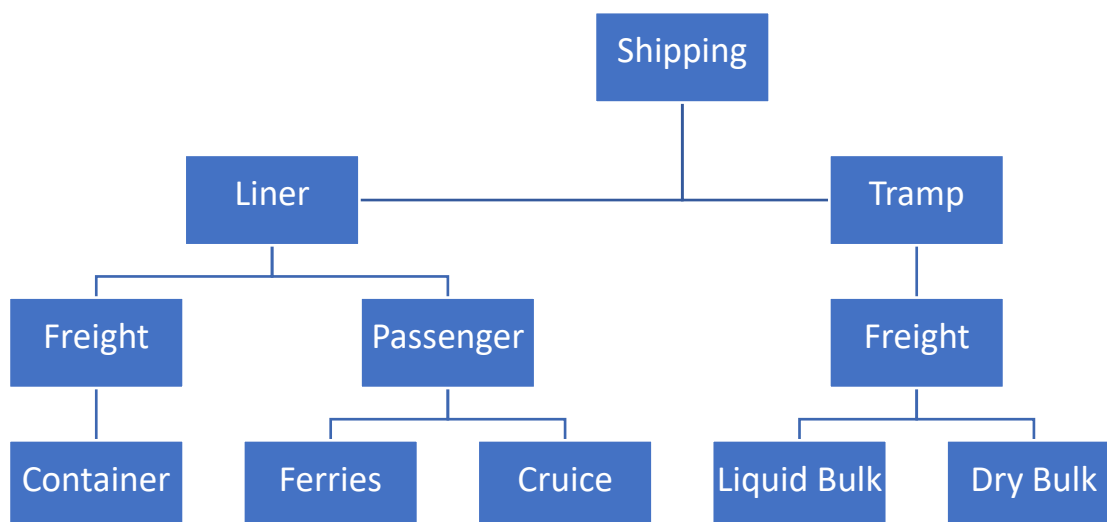 Shipping
Liner
Tramp
Freight
Passenger
Freight
Container
Ferries
Cruice
Liquid Bulk
Dry Bulk